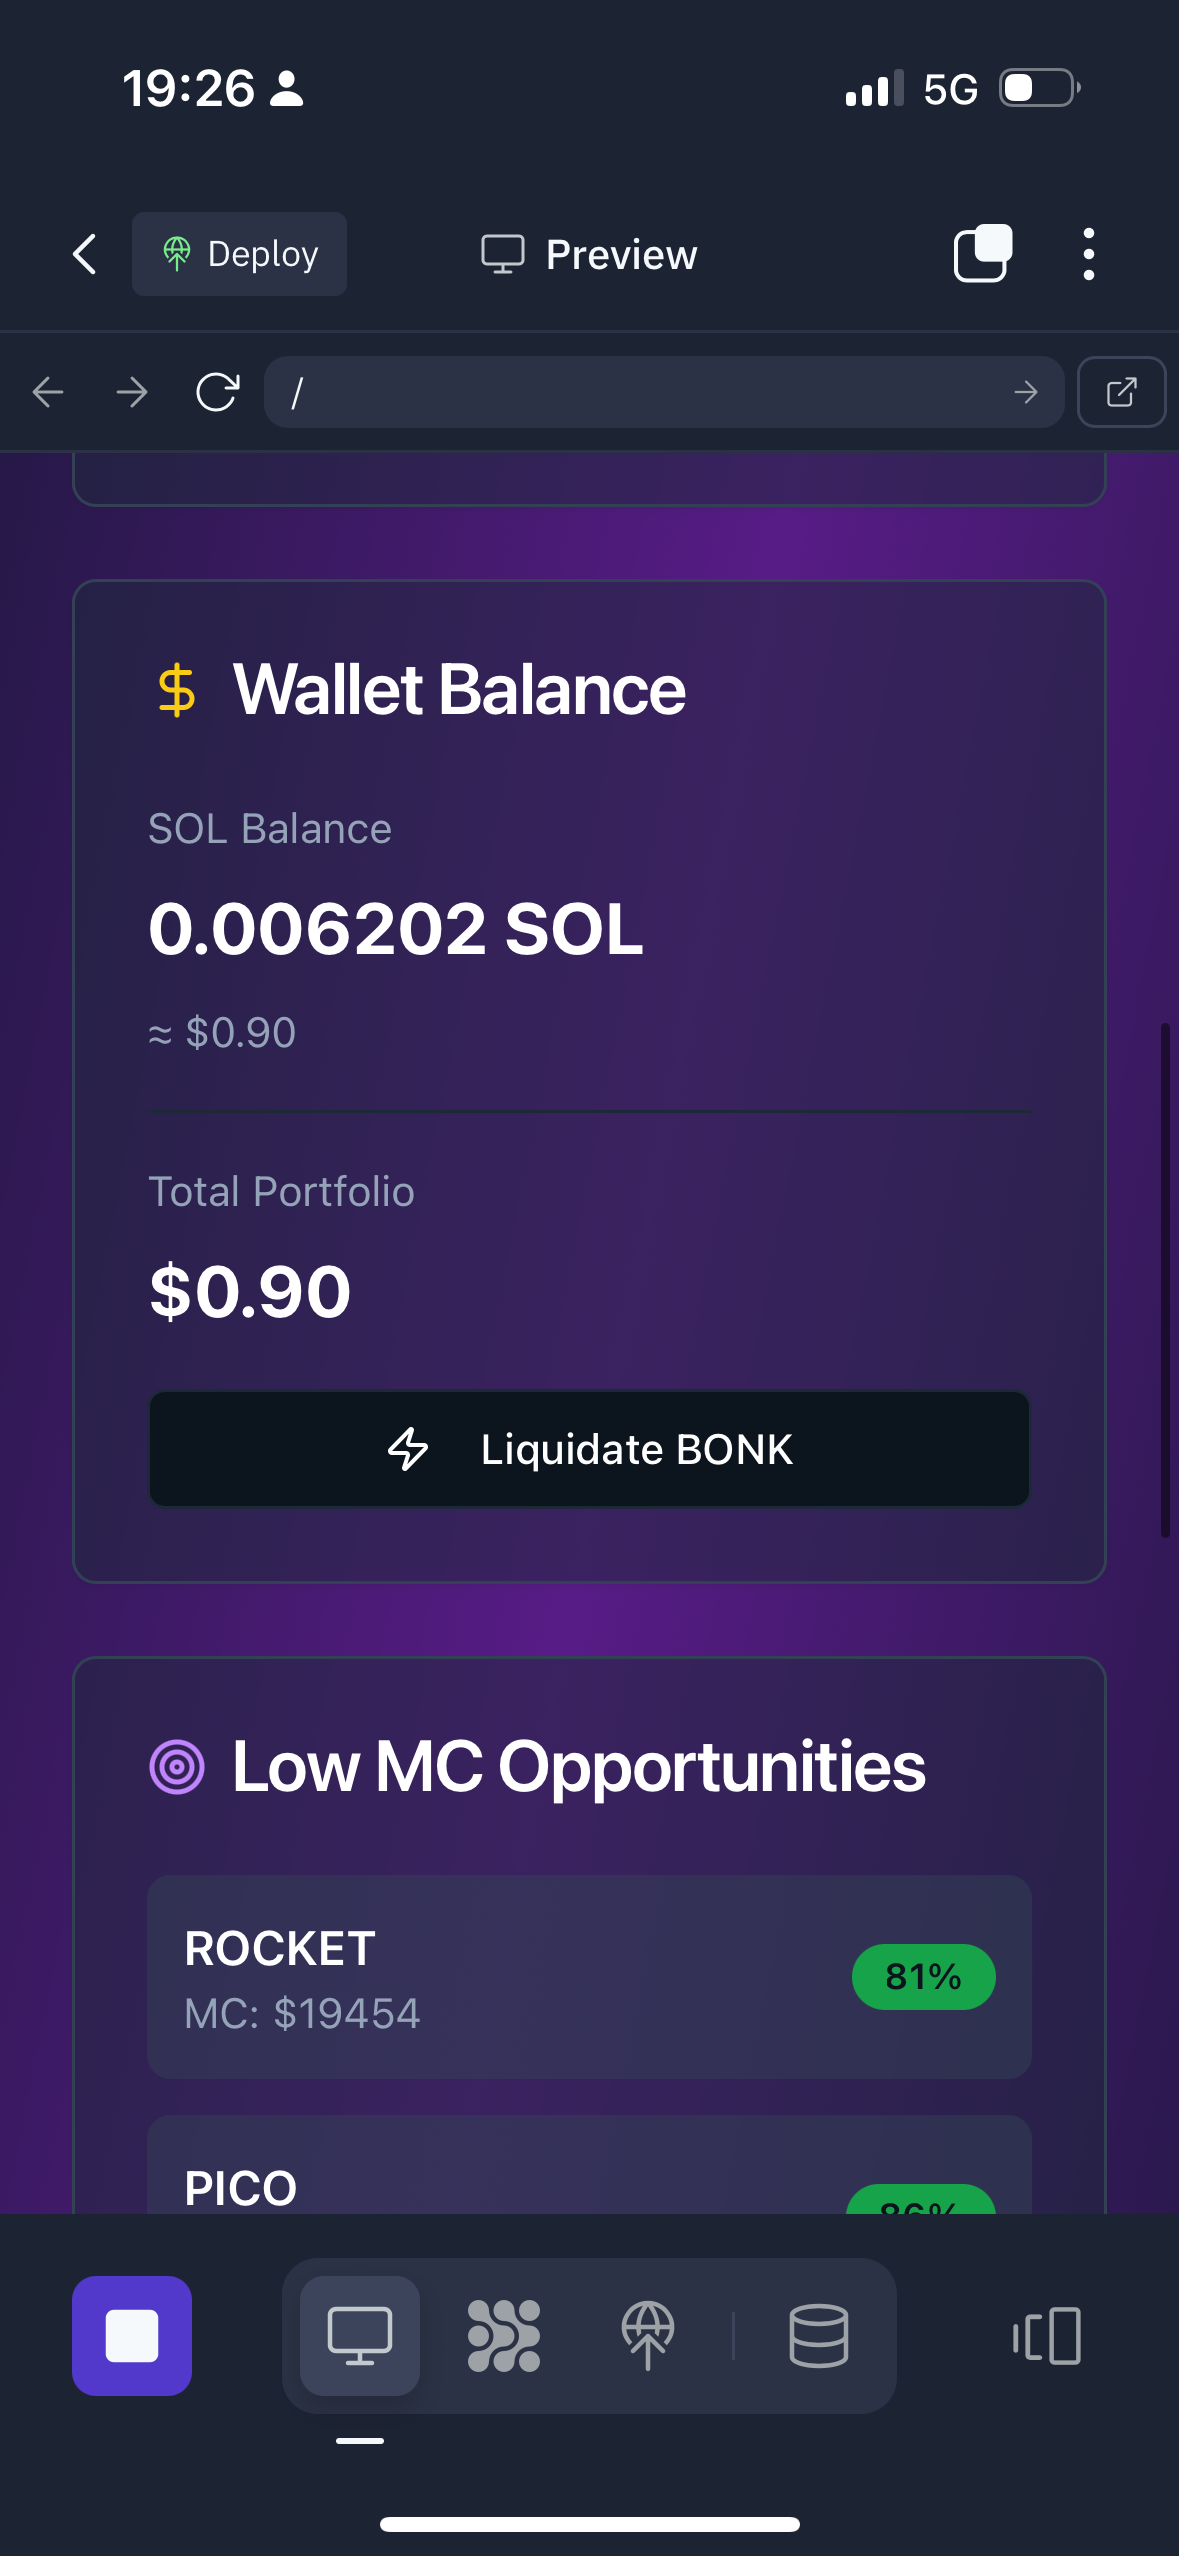 19:26
5G
Deploy
Preview
/
Wallet Balance
SOL Balance
0.006202 SOL
≈ $0.90
Total Portfolio
$0.90
Liquidate BONK
Low MC Opportunities
ROCKET
81%
MC: $19454
PICO
86%